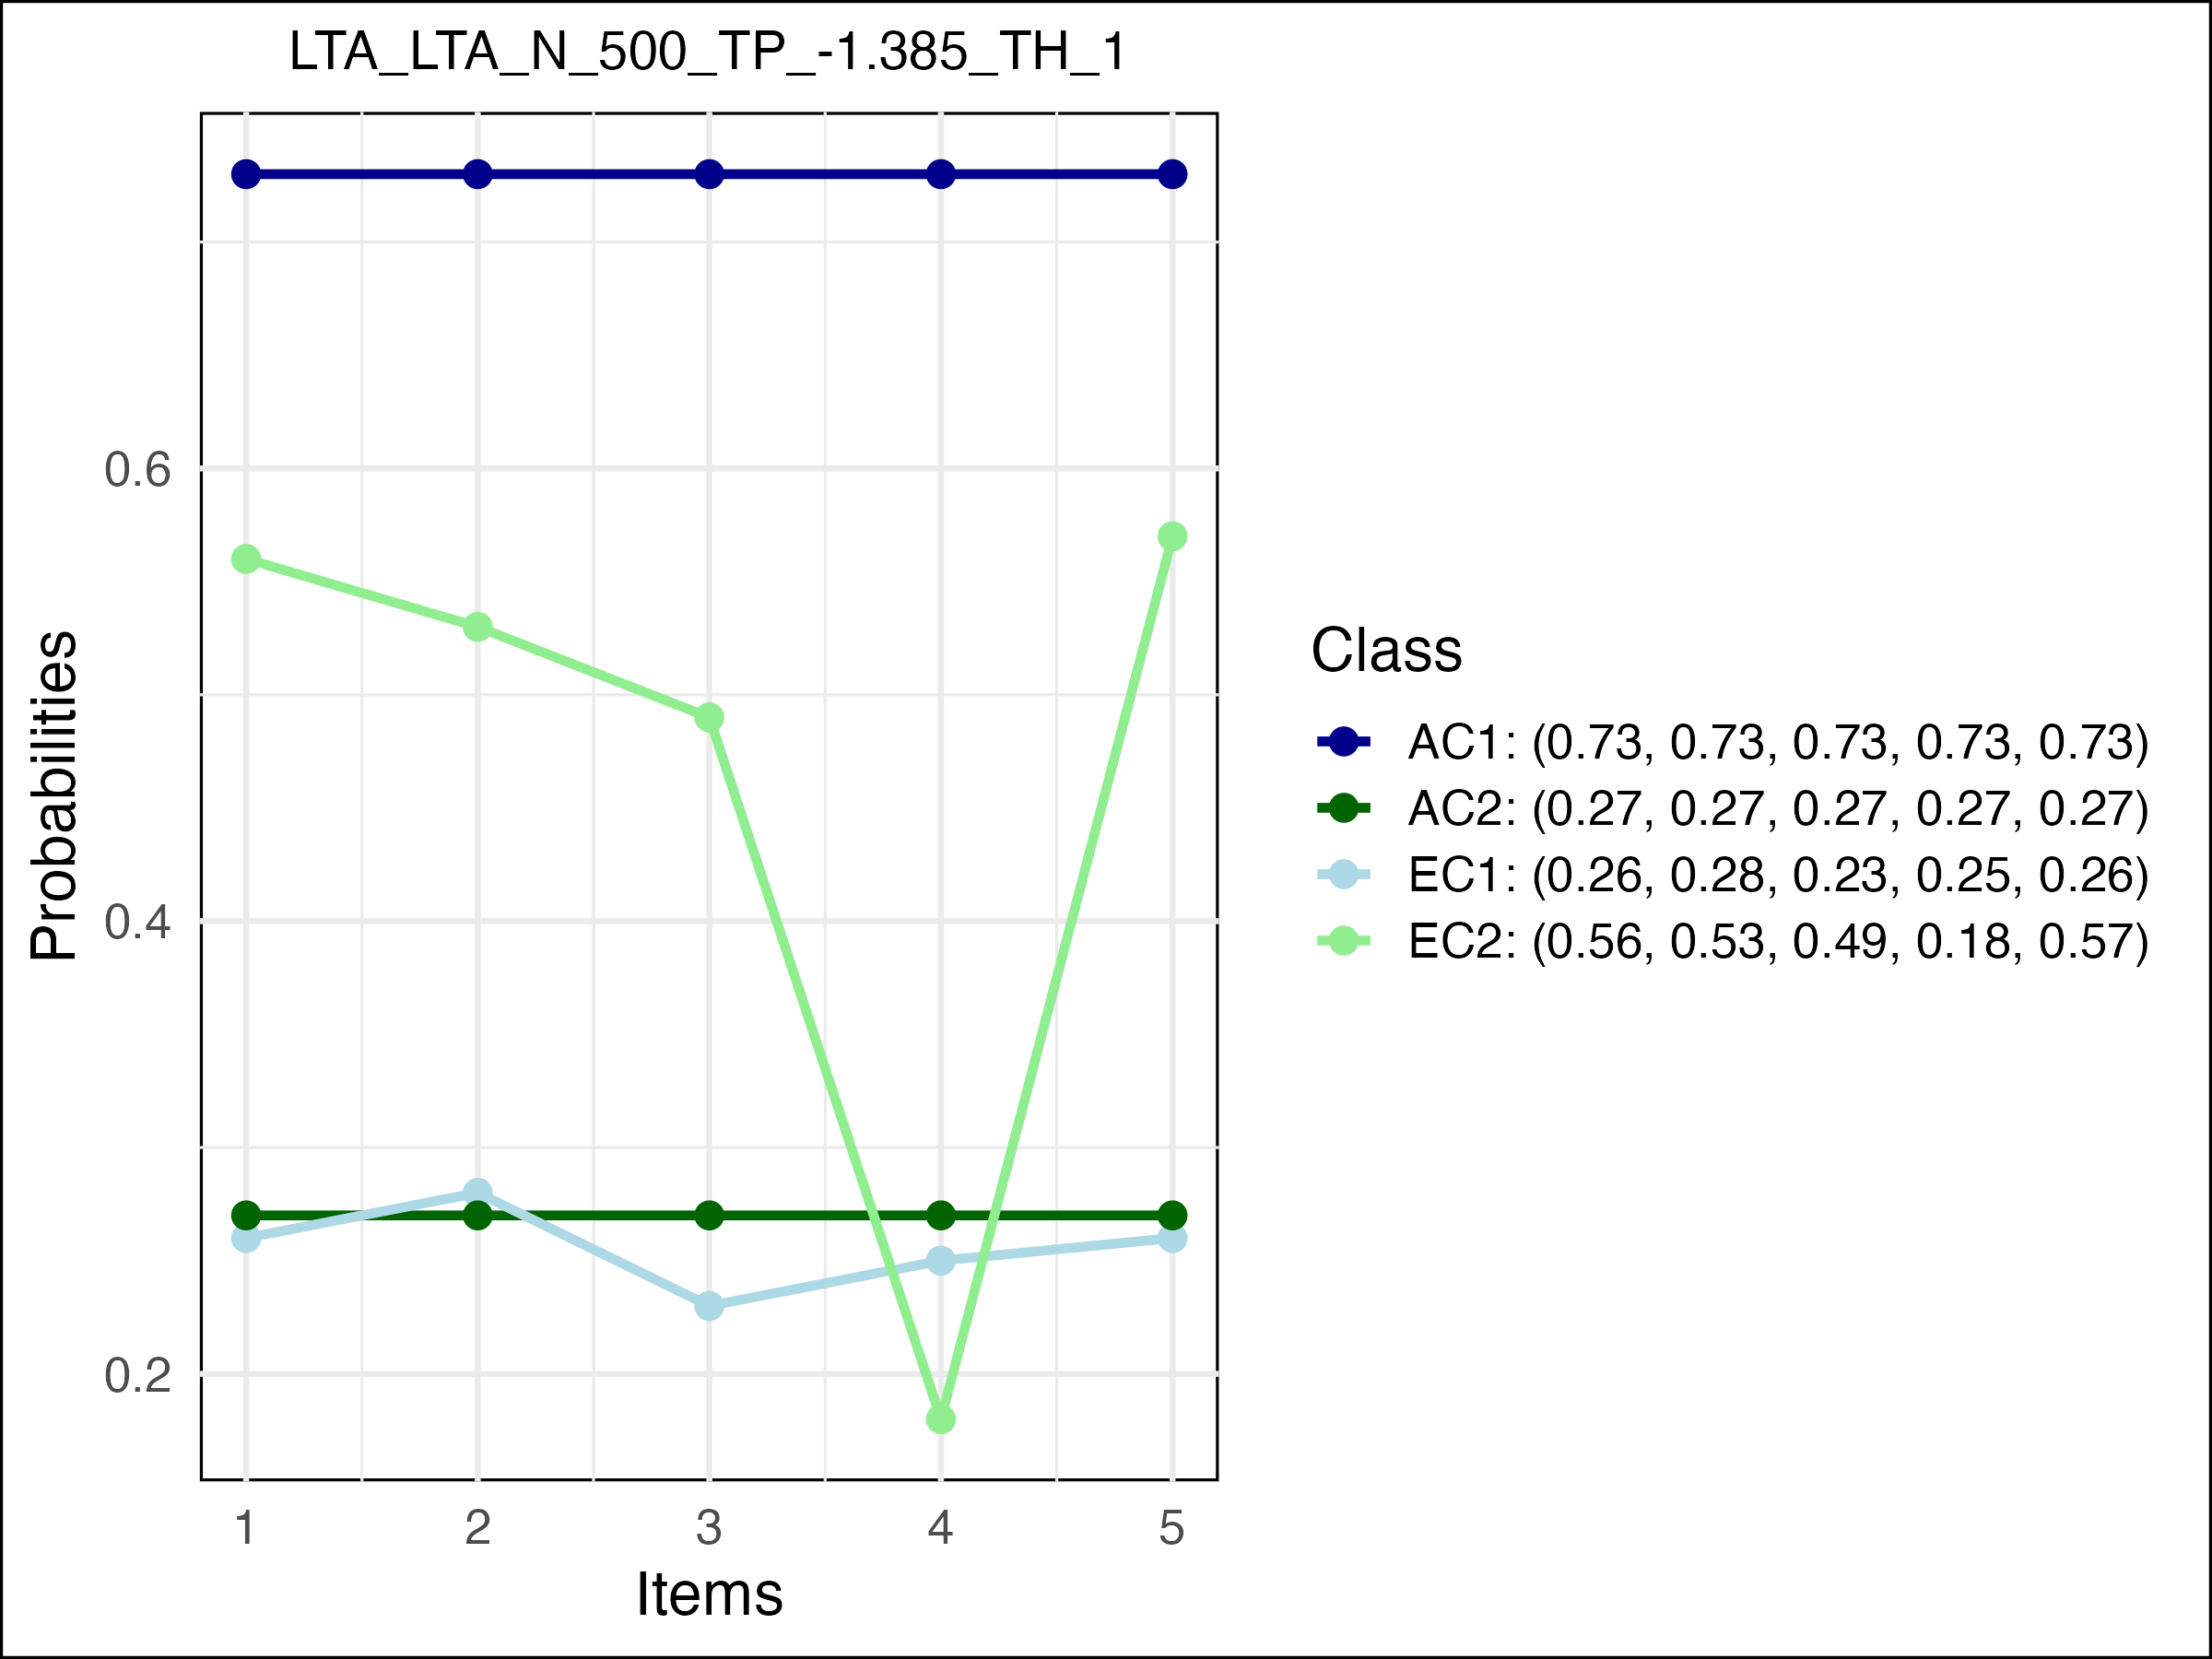 LTA_LTA_N_500_TP_-1.385_TH_1
Probabilities
0.6
0.4
0.2
1 2 3 4 5
Items
Class
AC1: (0.73, 0.73, 0.73, 0.73, 0.73)
AC2: (0.27, 0.27, 0.27, 0.27, 0.27)
EC1: (0.26, 0.28, 0.23, 0.25, 0.26)
EC2: (0.56, 0.53, 0.49, 0.18, 0.57)